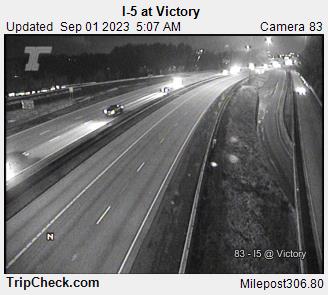 I-5 at Victory
Updated Sep 01 2023 5:07 AM Camera 83
T
N
83 - I5 @ Victory
TripCheck.com Milepost306.80